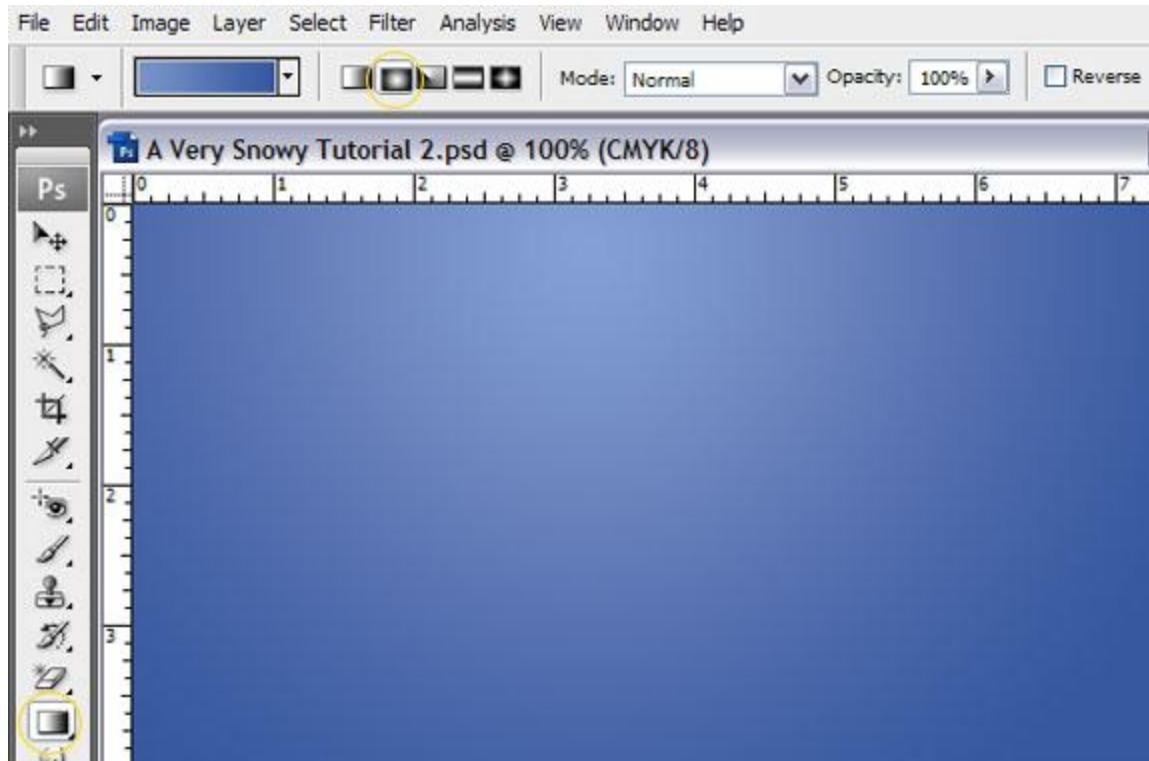 File Edit Image Layer Select Filter Analysis View Window Help
Mode: Normal Opacity: 100% Reverse
A Very Snowy Tutorial 2.psd @ 100% (CMYK/8)
Ps
0 1 2 3 4 5 6 7
0
1
2
3